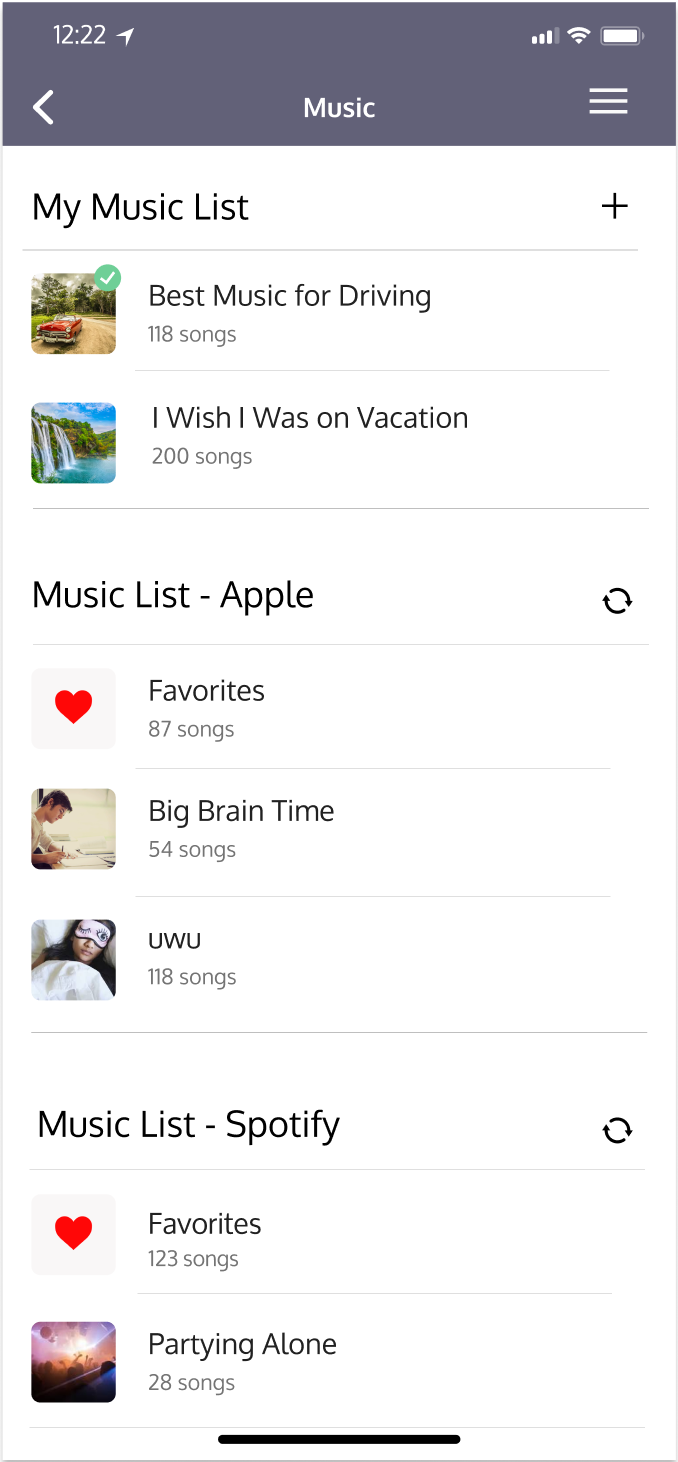 12:22
Music
My Music List
Best Music for Driving
118 songs
I Wish I Was on Vacation
200 songs
Music List - Apple
Favorites
87 songs
Big Brain Time
54 songs
UWU
118 songs
Music List - Spotify
Favorites
123 songs
Partying Alone
28 songs